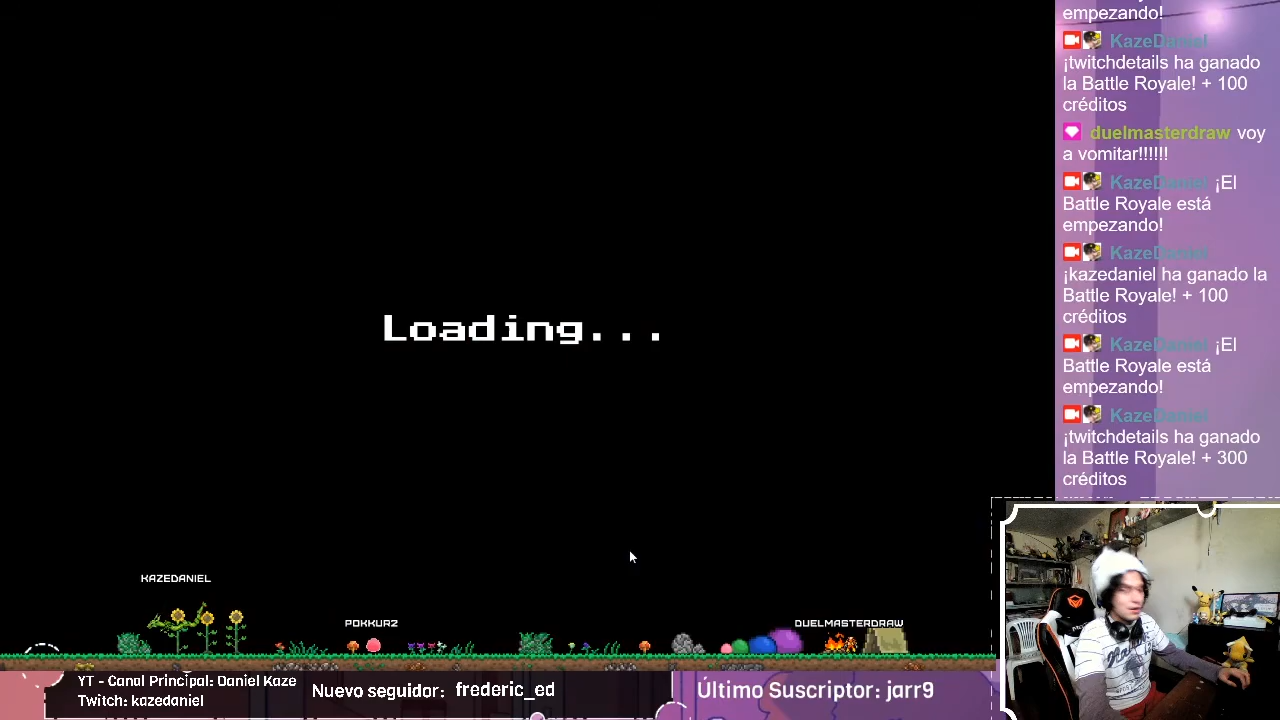 empezando!
KazeDaniel
¡twitchdetails ha ganado
la Battle Royale! + 100
créditos
duelmasterdraw voy
a vomitar!!!!!!
KazeDaniel ¡El
Battle Royale está
empezando!
KazeDaniel
¡kazedaniel ha ganado la
Battle Royale! + 100
créditos
KazeDaniel ¡El
Battle Royale está
empezando!
KazeDaniel
¡twitchdetails ha ganado
la Battle Royale! + 300
créditos
Loading...
KAZEDANIEL
POKKURZ
DUELMASTERDRAW
YT - Canal Principal: Daniel Kaze
Twitch: kazedaniel
Nuevo seguidor: frederic_ed
Último Suscriptor: jarr9